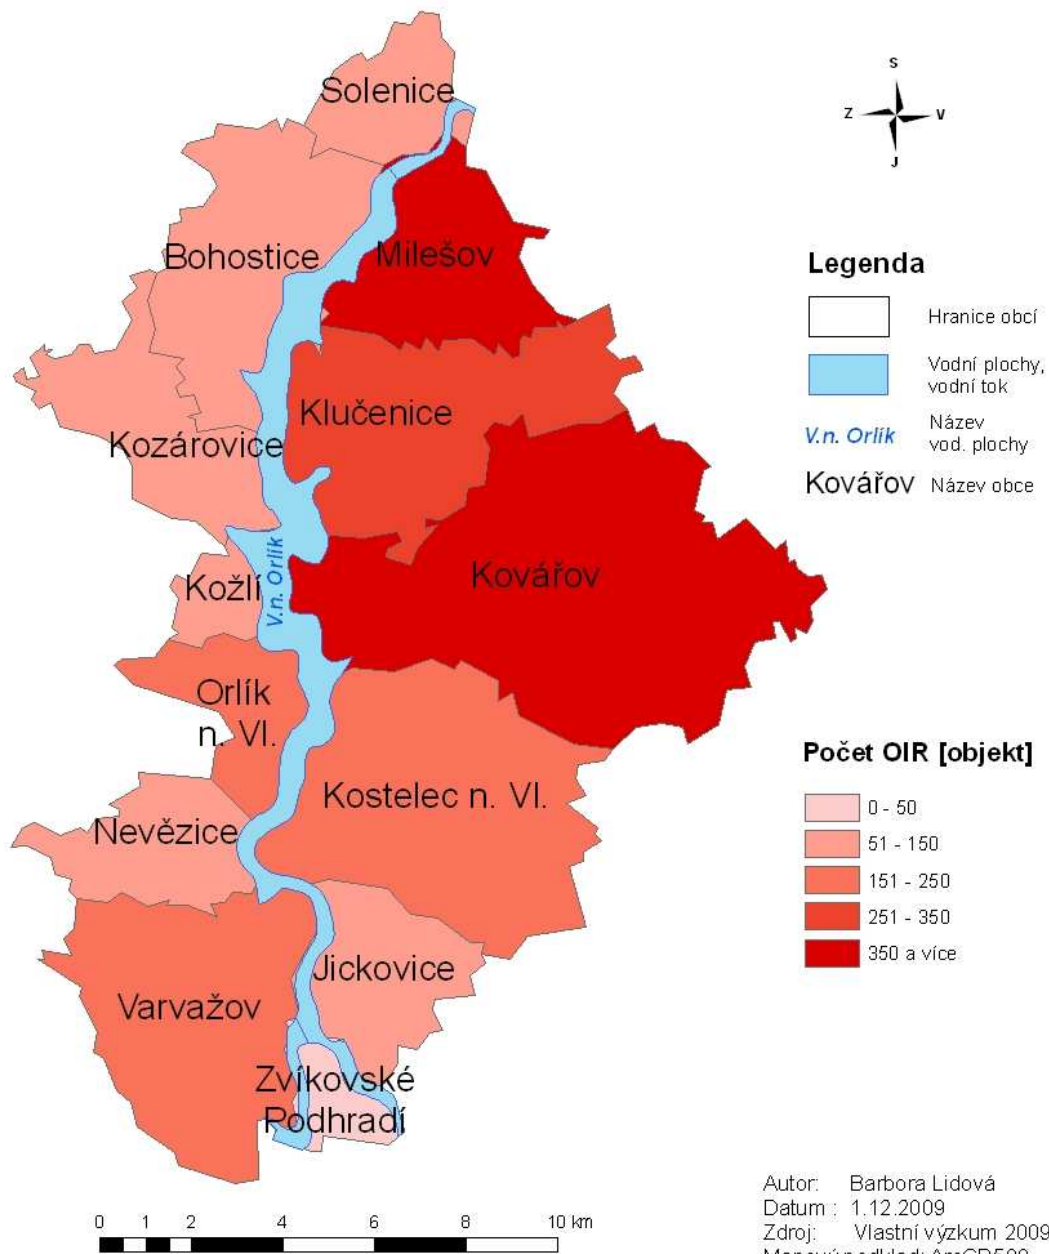 Solenice
S
Z V
J
Bohostice
Milešov
Legenda
Hranice obcí
Vodní plochy,
vodní tok
V.n. Orlík
Název
vod. plochy
Kovářov
Název obce
Klučenice
Kozárovice
V.n. Orlík
Kožlí
Kovářov
Orlík
n. Vl.
Kostelec n. Vl.
Nevězice
Počet OIR [objekt]
0 - 50
51 - 150
151 - 250
251 - 350
350 a více
Jickovice
Varvažov
Zvíkovské
Podhradí
0 1 2 4 6 8 10 km
Autor: Barbora Lidová
Datum : 1.12.2009
Zdroj: Vlastní výzkum 2009